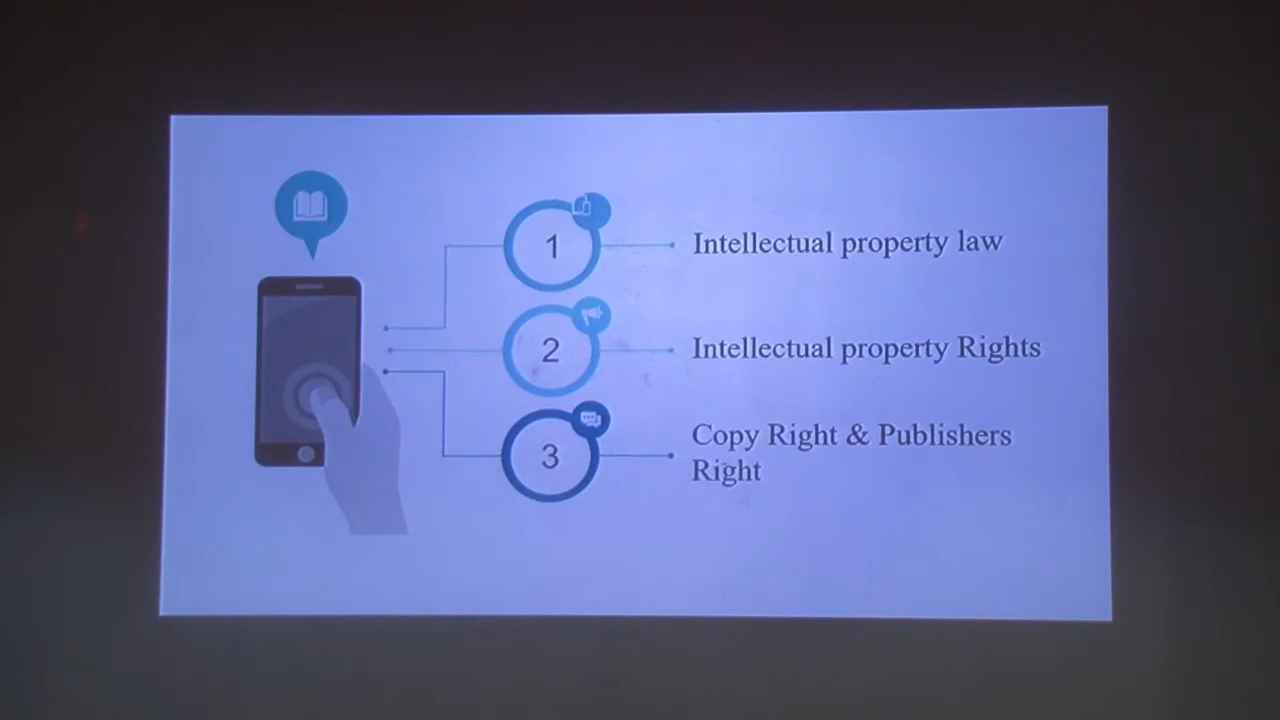 1
Intellectual property law
2
Intellectual property Rights
3
Copy Right & Publishers
Right